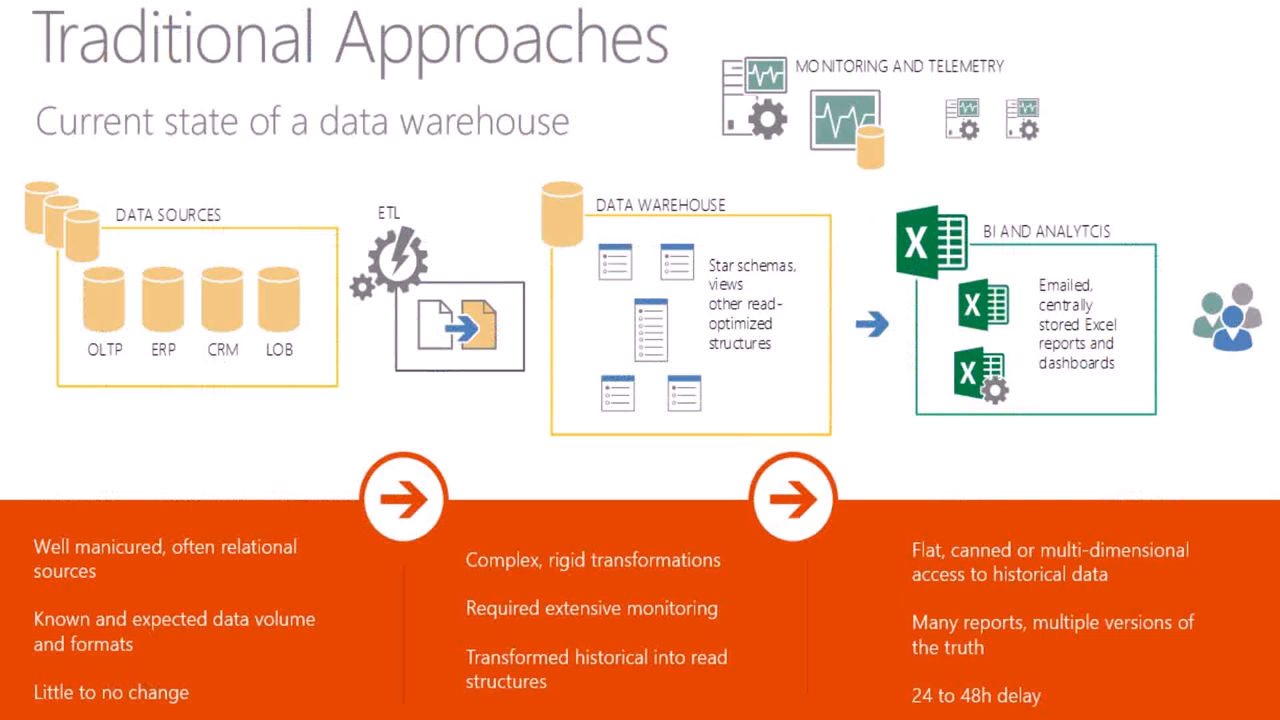 Traditional Approaches
Current state of a data warehouse
MONITORING AND TELEMETRY
DATA SOURCES
OLTP
ERP
CRM
LOB
ETL
DATA WAREHOUSE
Star schemas,
views
other read-
optimized
structures
BI AND ANALYTCIS
Emailed,
centrally
stored Excel
reports and
dashboards
Well manicured, often relational
sources
Known and expected data volume
and formats
Little to no change
Complex, rigid transformations
Required extensive monitoring
Transformed historical into read
structures
Flat, canned or multi-dimensional
access to historical data
Many reports, multiple versions of
the truth
24 to 48h delay